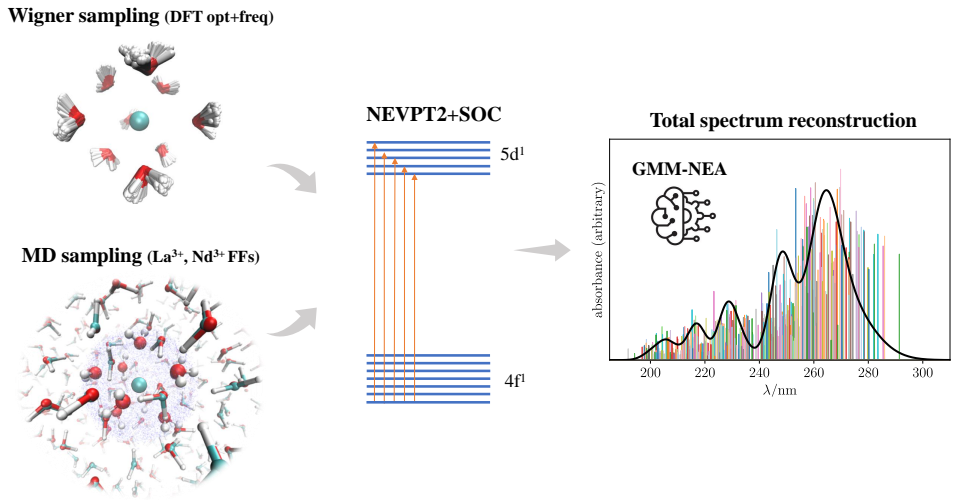 Wigner sampling (DFT opt+freq)
MD sampling (La³⁺, Nd³⁺ FFs)
NEVPT2+SOC
5d¹
4f¹
Total spectrum reconstruction
GMM-NEA
absorbance (arbitrary)
200 220 240 260 280 300
λ/nm